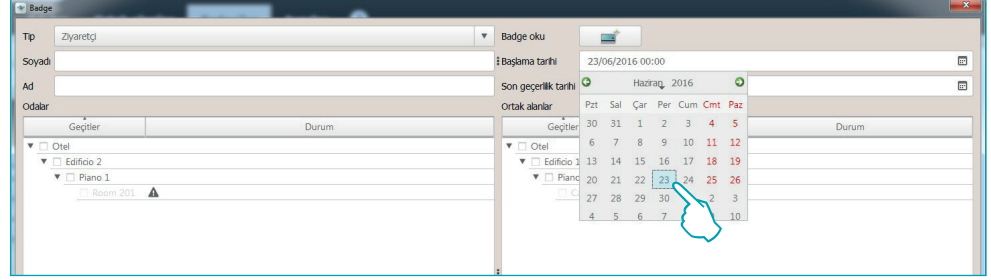 Badge
Tip Ziyaretçi Badge oku
Soyadı Başlama tarihi 23/06/2016 00:00
Ad Son geçerlilik tarihi
Odalar Ortak alanlar
Geçitler Durum Geçitler Durum
Haziran 2016
Pzt Sal Çar Per Cum Cmt Paz
30 31 1 2 3 4 5
6 7 8 9 10 11 12
13 14 15 16 17 18 19
20 21 22 23 24 25 26
27 28 29 30 2 3
4 5 6 7 10
Otel Otel
Edificio 2 Edificio 1
Piano 1 Piano
Room 201